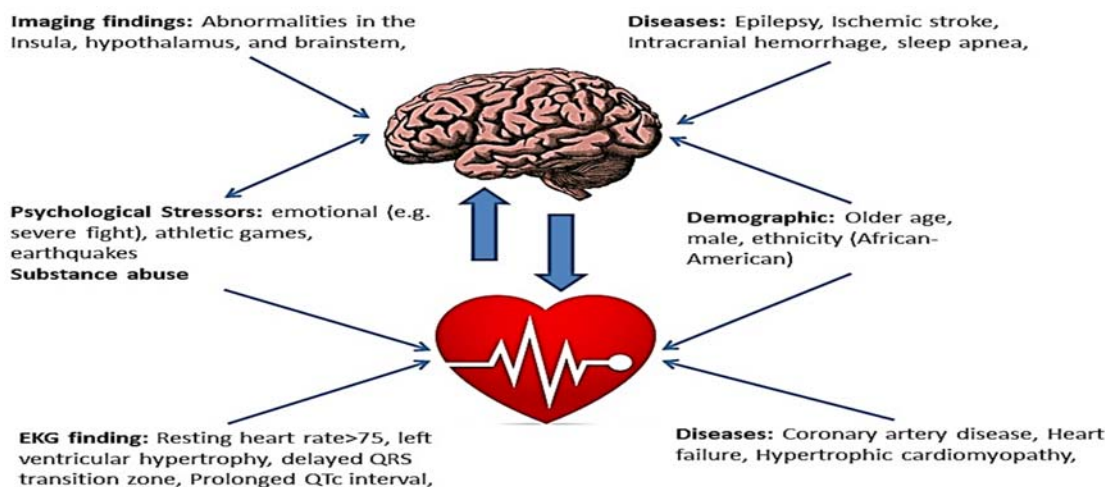 Imaging findings: Abnormalities in the
Insula, hypothalamus, and brainstem,
Diseases: Epilepsy, Ischemic stroke,
Intracranial hemorrhage, sleep apnea,
Psychological Stressors: emotional (e.g.
severe fight), athletic games,
earthquakes
Substance abuse
Demographic: Older age,
male, ethnicity (African-
American)
EKG finding: Resting heart rate>75, left
ventricular hypertrophy, delayed QRS
transition zone, Prolonged QTc interval,
Diseases: Coronary artery disease, Heart
failure, Hypertrophic cardiomyopathy,